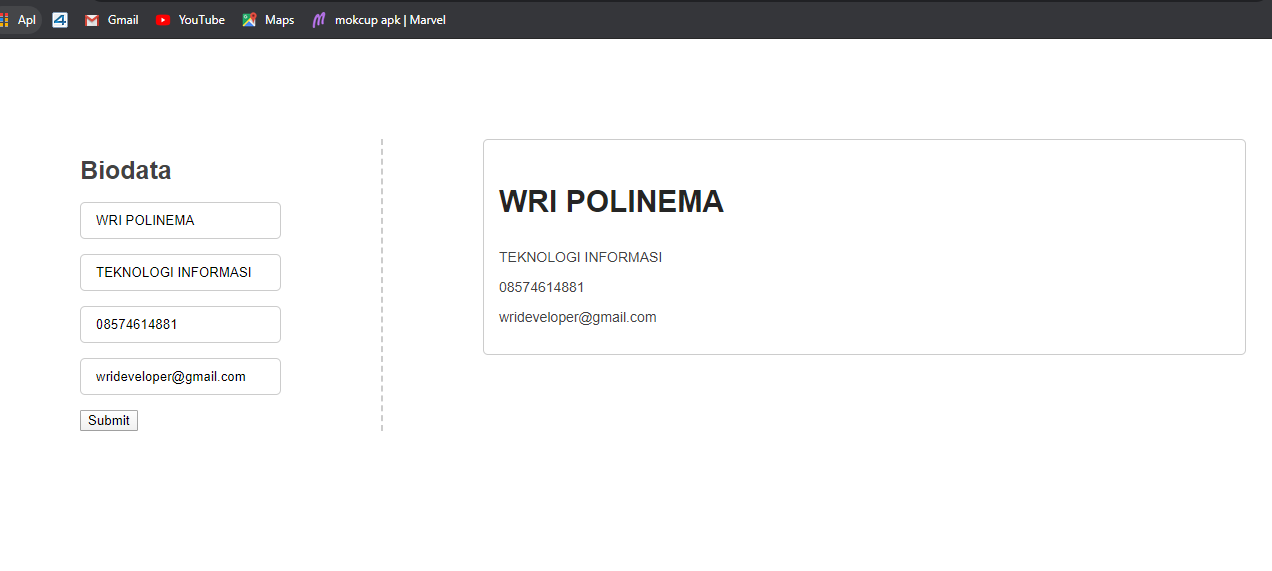 Apl Gmail YouTube Maps mokcup apk | Marvel
Biodata
WRI POLINEMA
TEKNOLOGI INFORMASI
08574614881
wrideveloper@gmail.com
Submit
WRI POLINEMA
TEKNOLOGI INFORMASI
08574614881
wrideveloper@gmail.com